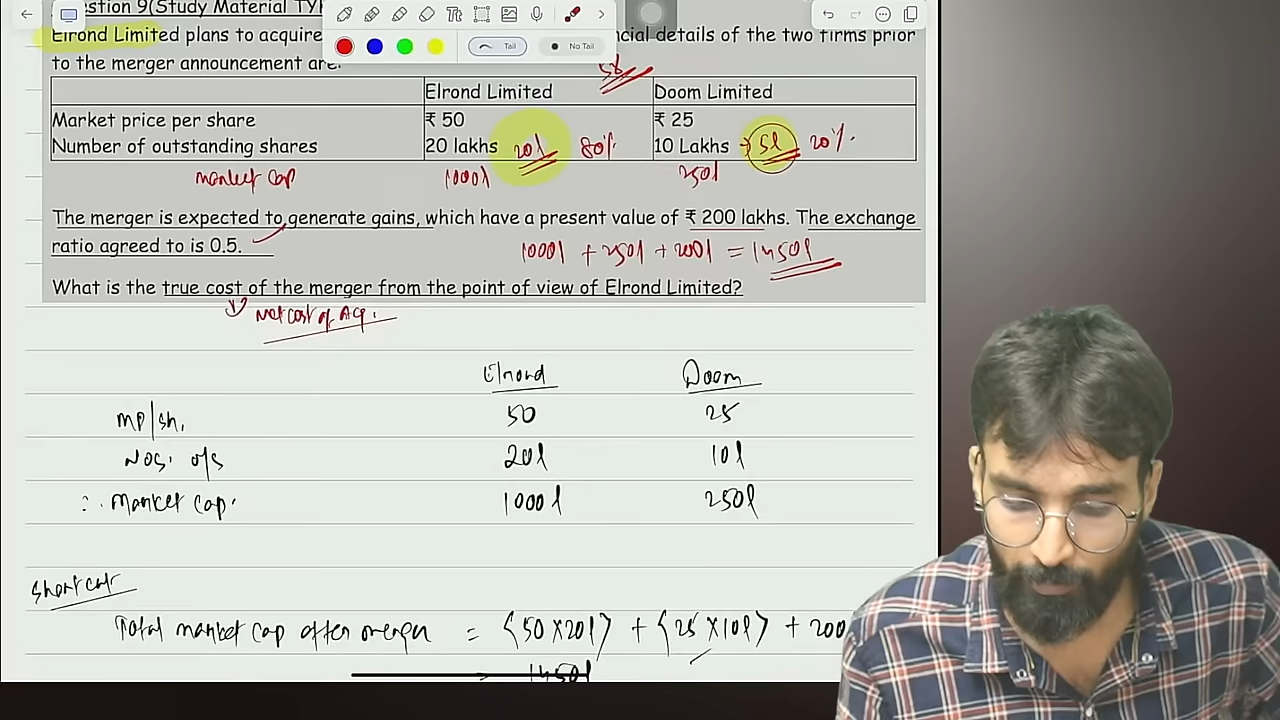 estion 9(Study Material TY
Elrond Limited plans to acquire
ncial details of the two firms prior
to the merger announcement are:
Tail
No Tail
Elrond Limited Doom Limited
Market price per share ₹ 50 ₹ 25
Number of outstanding shares 20 lakhs 20l 80% 10 Lakhs → 5l 20%
market cap 1000l 250l
The merger is expected to generate gains, which have a present value of ₹ 200 lakhs. The exchange
ratio agreed to is 0.5.
1000l + 250l + 200l = 1450l
What is the true cost of the merger from the point of view of Elrond Limited?
Net cost of Acq.
Elrond Doom
MP/sh. 50 25
Nos. o/s 20l 10l
∴ Market cap. 1000l 250l
Shortcut
Total market cap after merger = {50 × 20l} + {25 × 10l} + 200
1450l